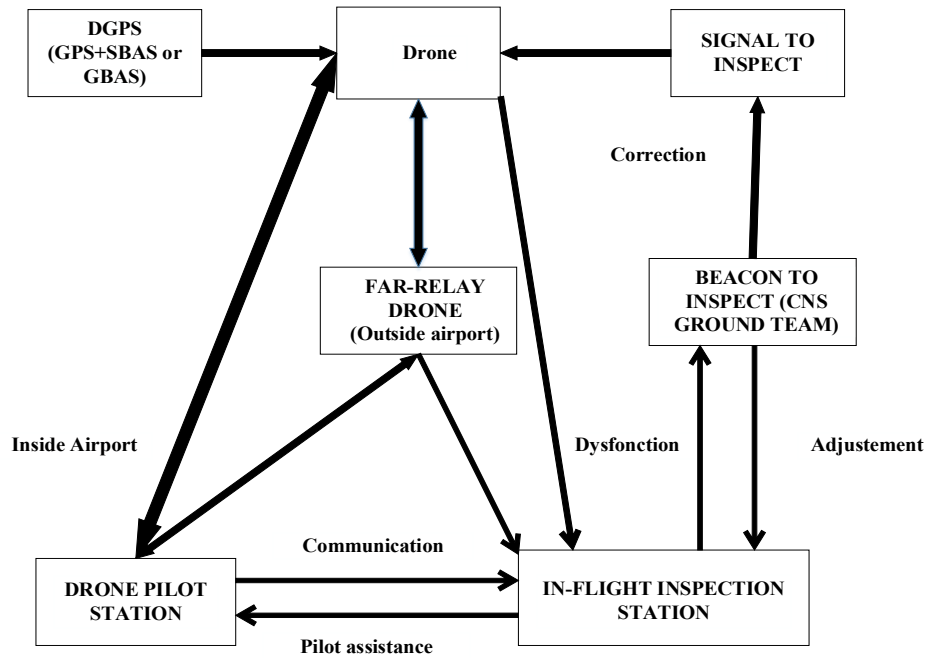 DGPS
(GPS+SBAS or
GBAS)
Drone
SIGNAL TO
INSPECT
Correction
FAR-RELAY
DRONE
(Outside airport)
BEACON TO
INSPECT (CNS
GROUND TEAM)
Inside Airport
Dysfonction
Adjustement
Communication
DRONE PILOT
STATION
IN-FLIGHT INSPECTION
STATION
Pilot assistance